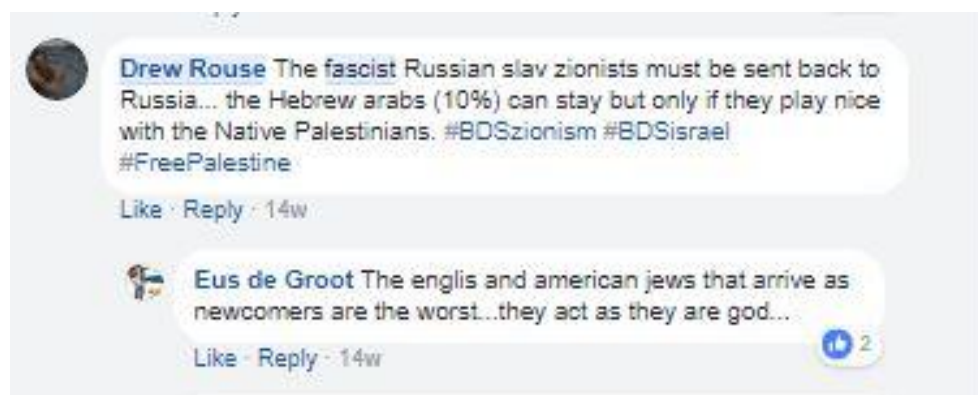 Drew Rouse The fascist Russian slav zionists must be sent back to
Russia... the Hebrew arabs (10%) can stay but only if they play nice
with the Native Palestinians. #BDSzionism #BDSisrael
#FreePalestine
Like · Reply · 14w
Eus de Groot The englis and american jews that arrive as
newcomers are the worst...they act as they are god...
2
Like · Reply · 14w